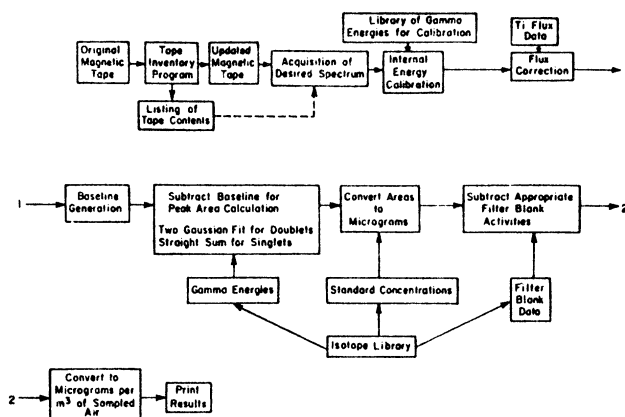 Library of Gamma
Energies for Calibration
Ti Flux
Data
Original
Magnetic
Tape
Tape
Inventory
Program
Updated
Magnetic
Tape
Acquisition of
Desired Spectrum
Internal
Energy
Calibration
Flux
Correction
Listing of
Tape Contents
1
Baseline
Generation
Subtract Baseline for
Peak Area Calculation
Two Gaussian Fit for Doublets
Straight Sum for Singlets
Convert Areas
to
Micrograms
Subtract Appropriate
Filter Blank
Activities
2
Gamma Energies
Standard Concentrations
Filter
Blank
Data
Isotope Library
2
Convert to
Micrograms per
m³ of Sampled
Air
Print
Results